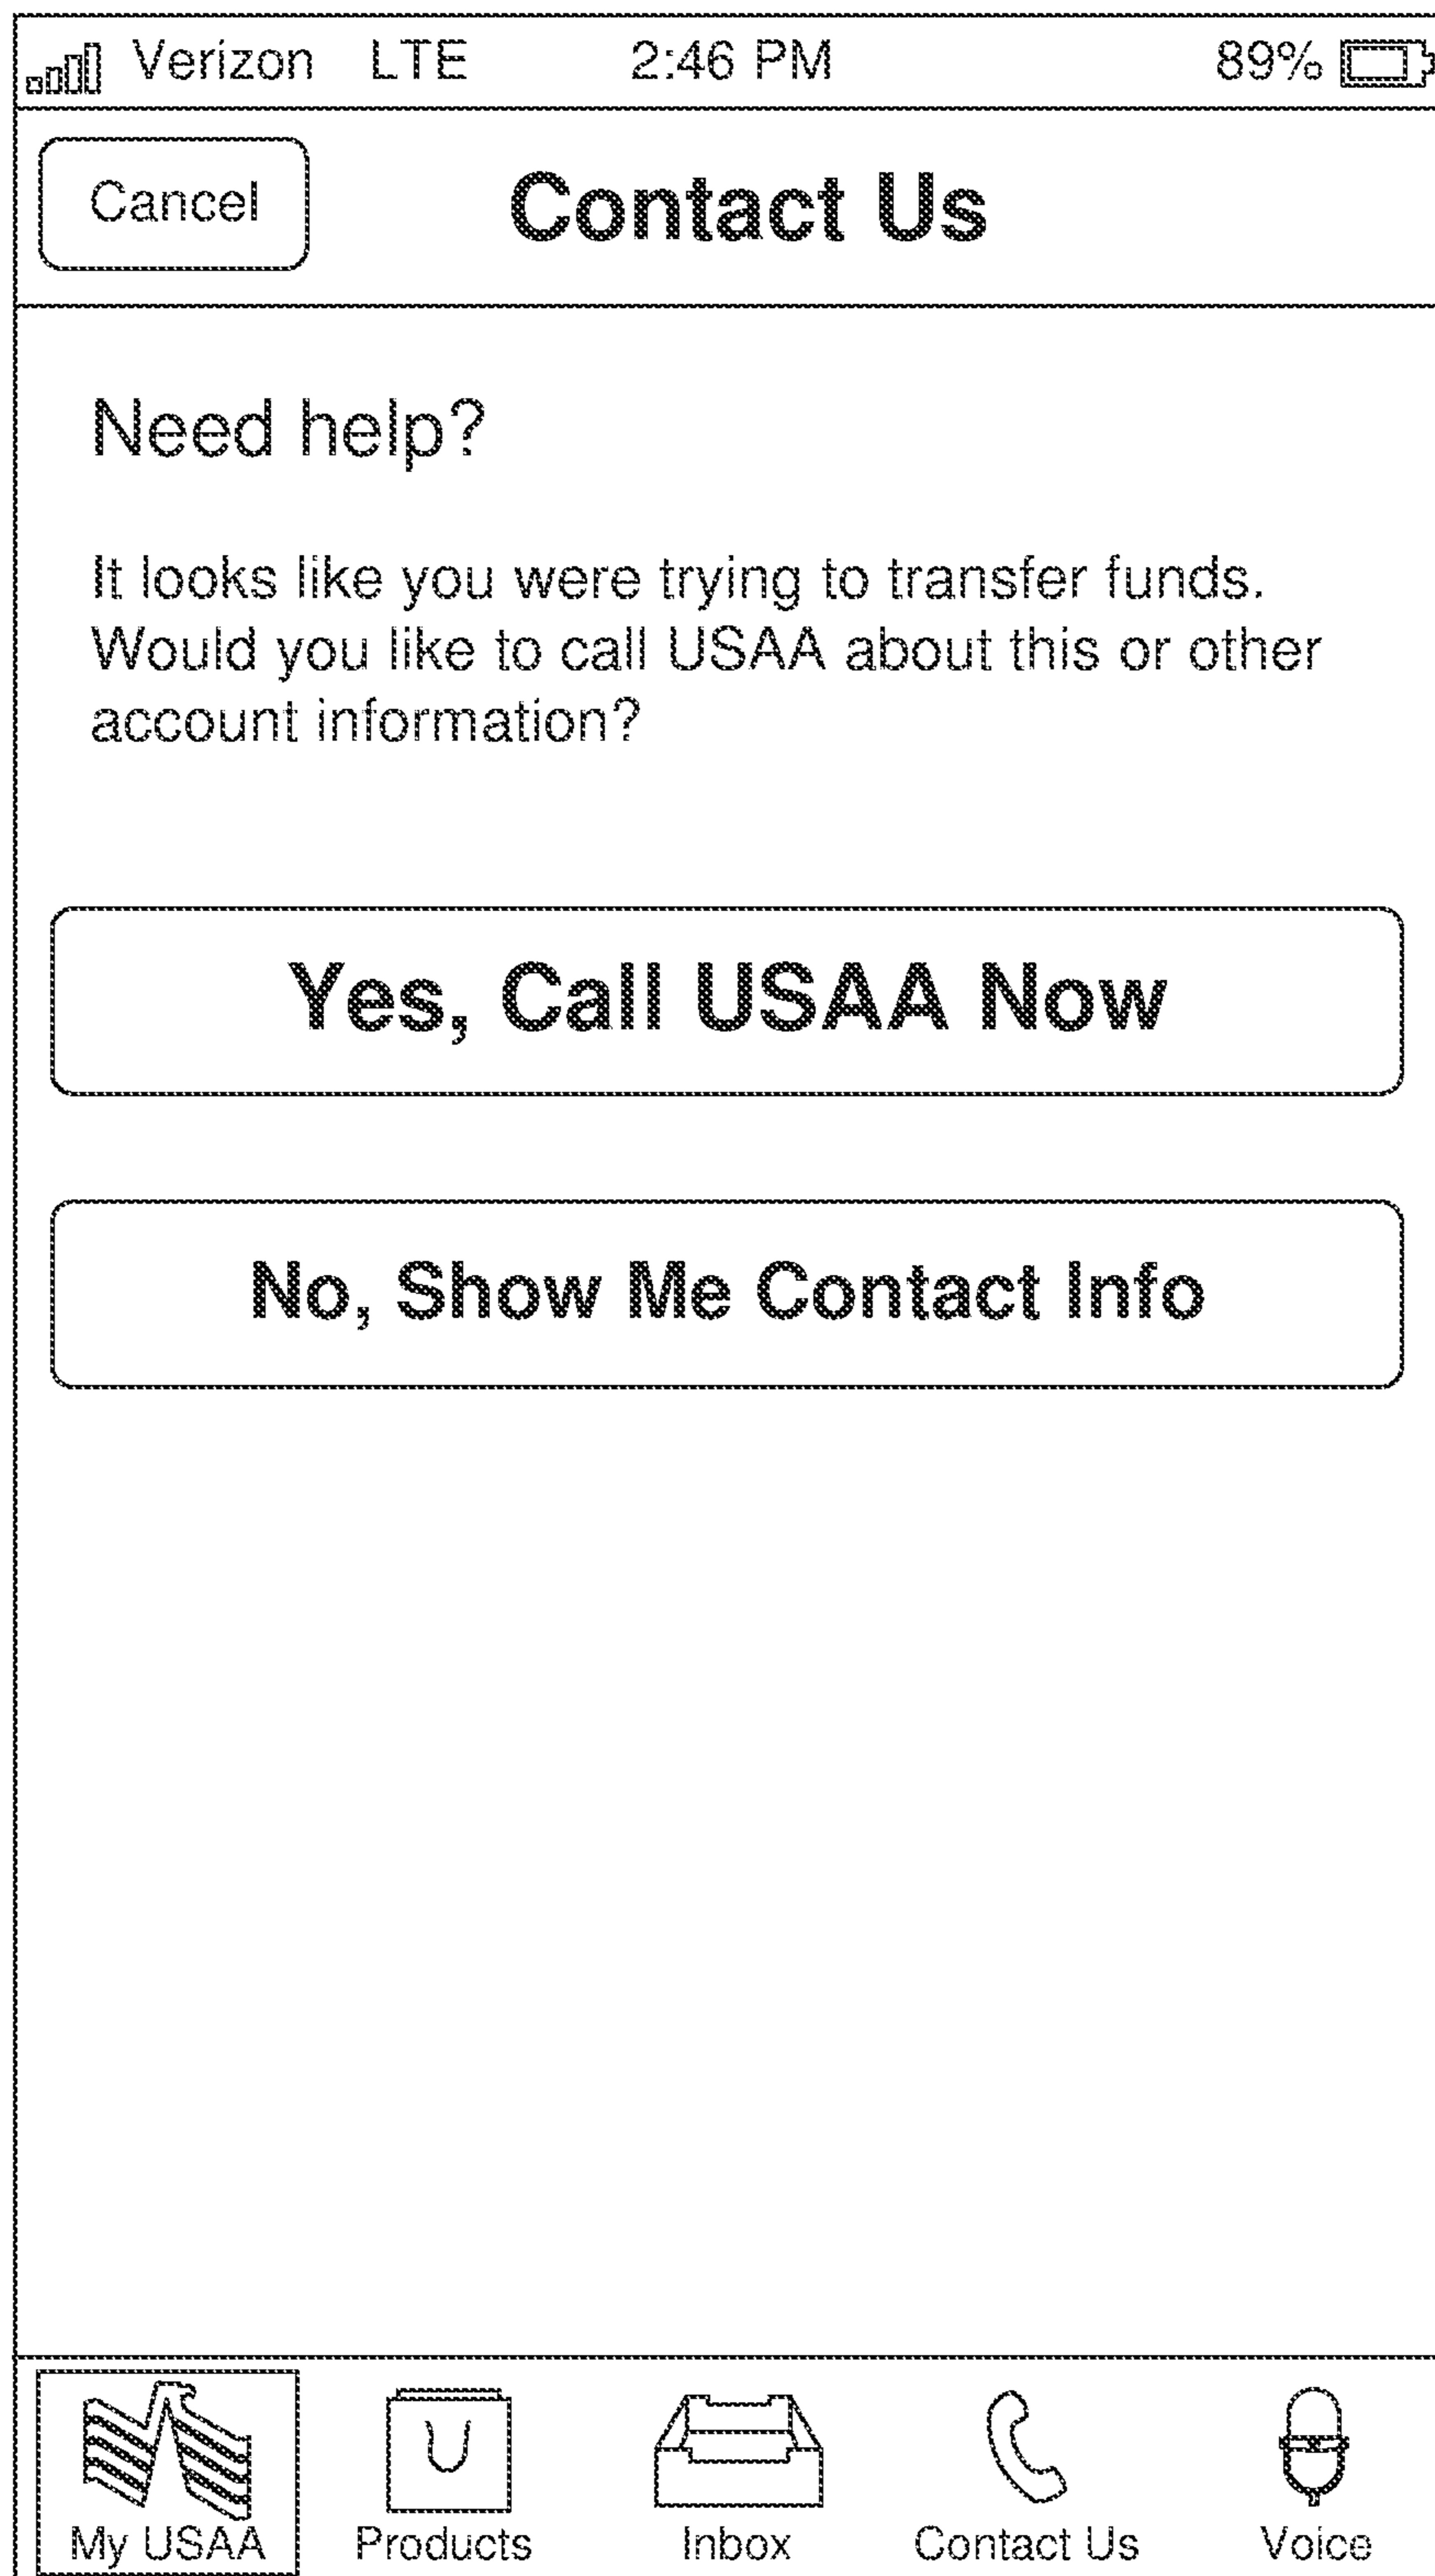 Verizon LTE 2:46 PM 89%
Cancel Contact Us
Need help?
It looks like you were trying to transfer funds.
Would you like to call USAA about this or other
account information?
Yes, Call USAA Now
No, Show Me Contact Info
My USAA Products Inbox Contact Us Voice